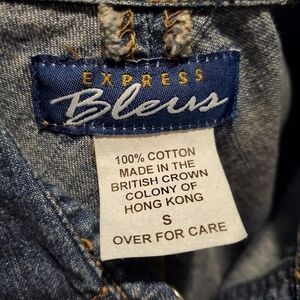 EXPRESS
Bleus
100% COTTON
MADE IN THE
BRITISH CROWN
COLONY OF
HONG KONG
S
OVER FOR CARE